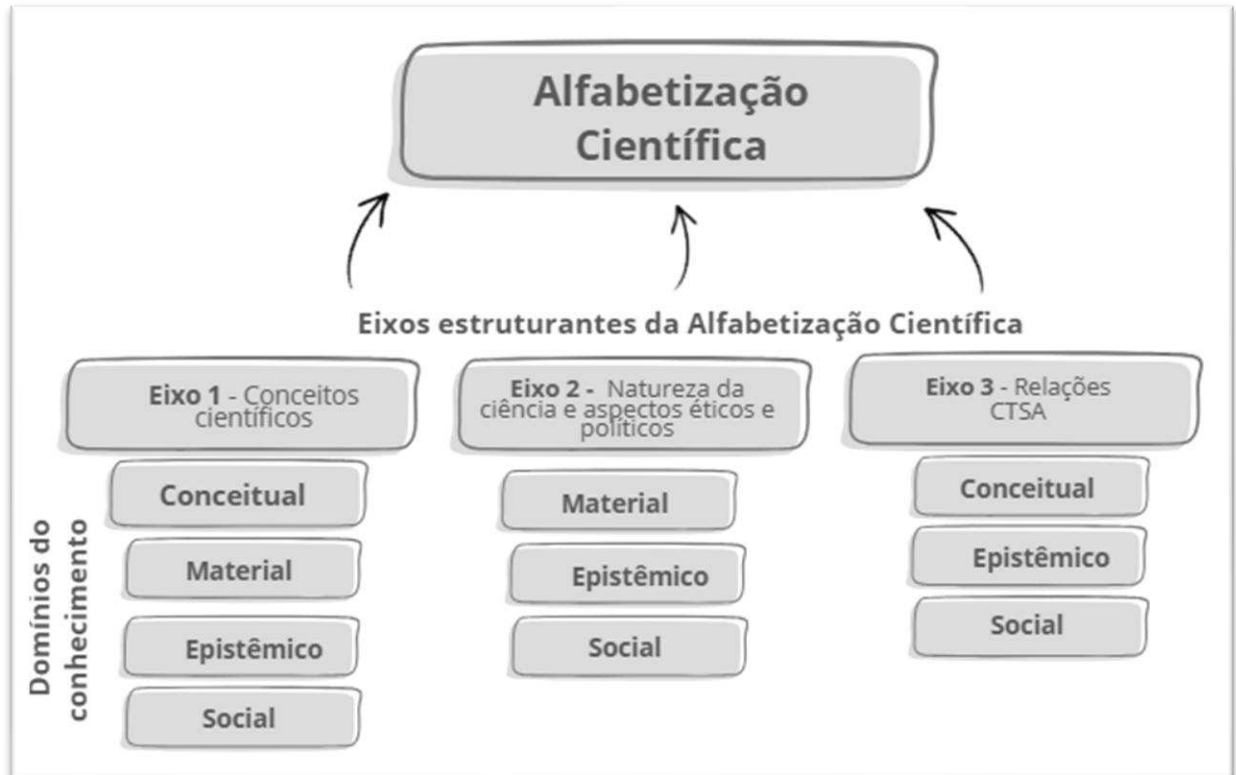 Alfabetização
Científica
Eixos estruturantes da Alfabetização Científica
Eixo 1 - Conceitos
científicos
Eixo 2 - Natureza da
ciência e aspectos éticos e
políticos
Eixo 3 - Relações
CTSA
Domínios do
conhecimento
Conceitual
Material
Epistêmico
Social
Material
Epistêmico
Social
Conceitual
Epistêmico
Social